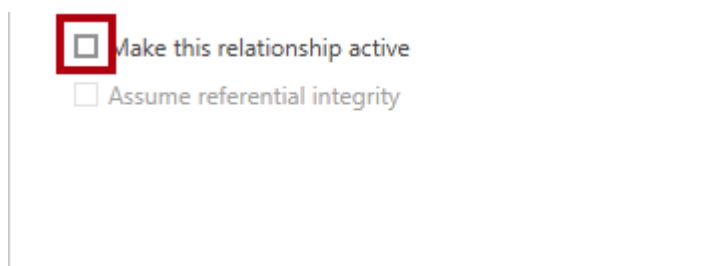 Make this relationship active
Assume referential integrity